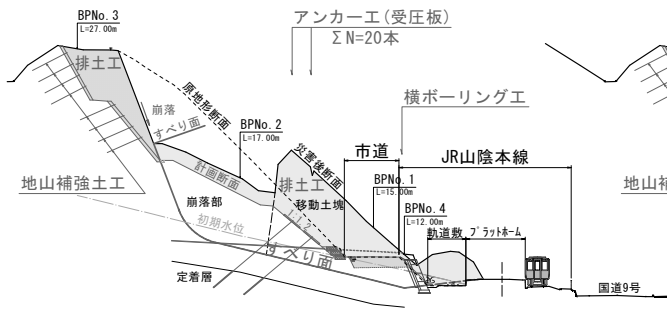 BPNo.3
L=27.00m
アンカー工(受圧板)
ΣN=20本
排土工
原地形断面
崩落
すべり面
BPNo.2
L=17.00m
横ボーリング工
災害後断面
市道
JR山陰本線
計画断面
排土工
移動土塊
BPNo.1
L=15.00m
地山補強土工
崩落部
初期水位
1:1.2
BPNo.4
L=12.00m
軌道敷
プラットホーム
すべり面
定着層
国道9号
地山補